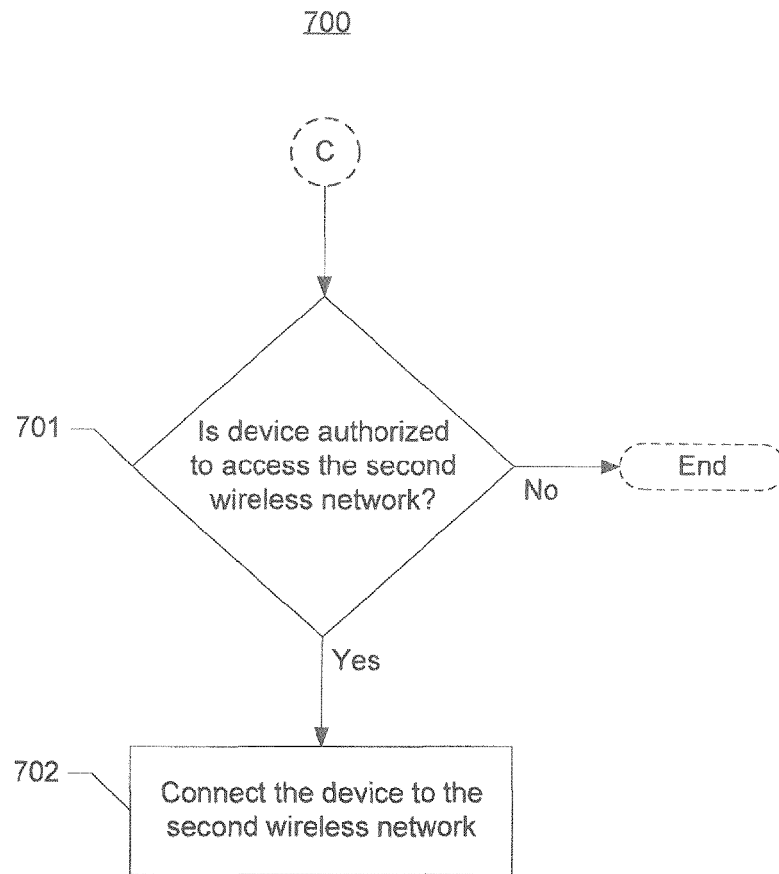 700
C
701
Is device authorized
to access the second
wireless network?
No
End
Yes
702
Connect the device to the
second wireless network